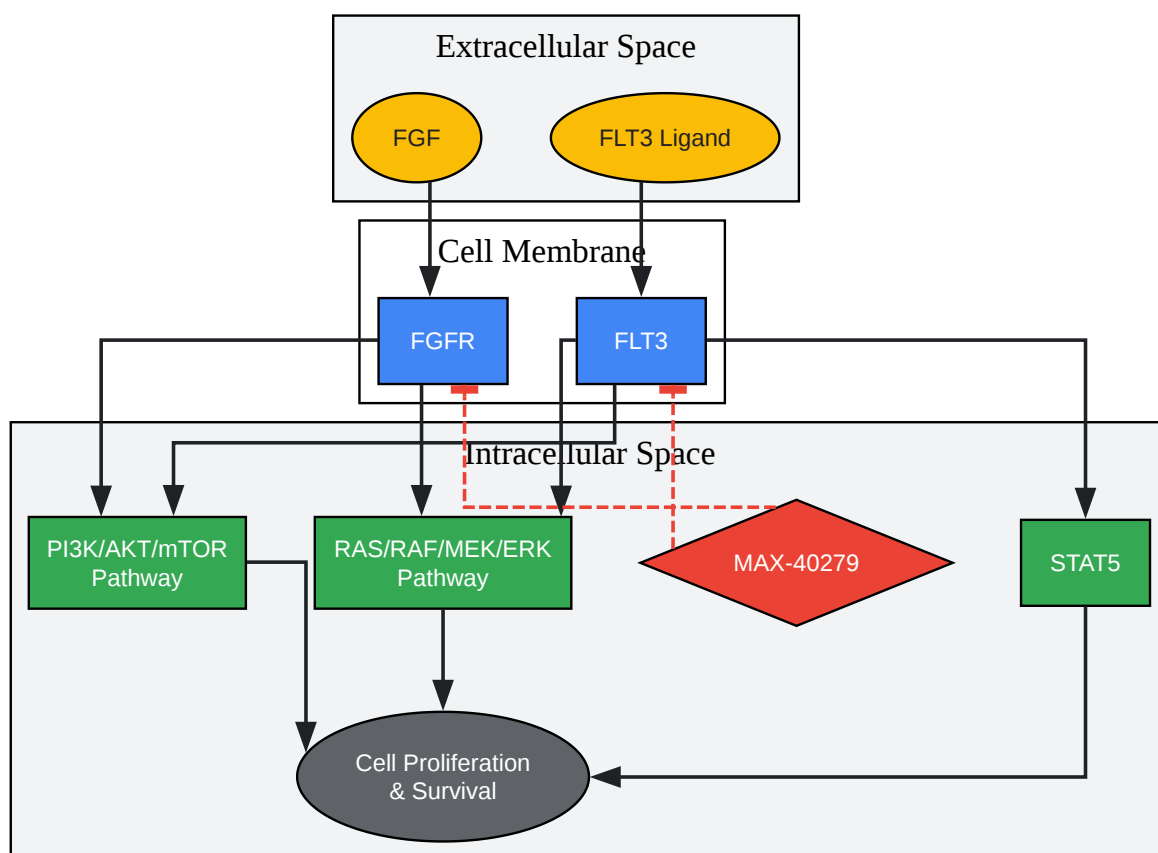 Extracellular Space
FGF
FLT3 Ligand
Cell Membrane
FGFR
FLT3
Intracellular Space
PI3K/AKT/mTOR
Pathway
RAS/RAF/MEK/ERK
Pathway
MAX-40279
STAT5
Cell Proliferation
& Survival